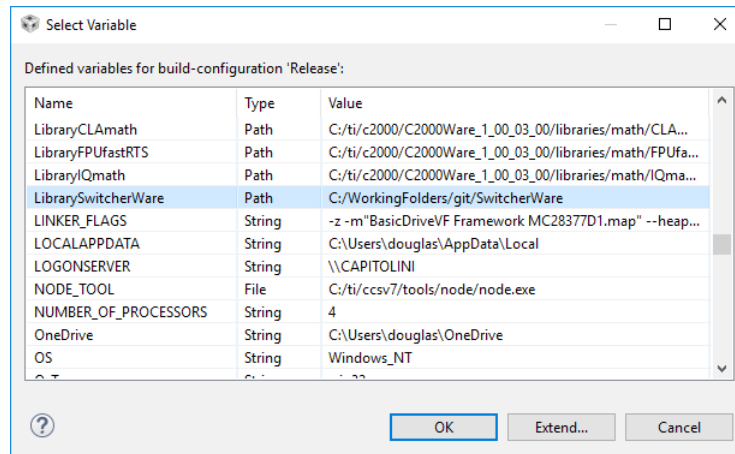 Select Variable
Defined variables for build-configuration 'Release':
Name Type Value
LibraryCLAmath Path C:/ti/c2000/C2000Ware_1_00_03_00/libraries/math/CLA...
LibraryFPUfastRTS Path C:/ti/c2000/C2000Ware_1_00_03_00/libraries/math/FPUfa...
LibraryIQmath Path C:/ti/c2000/C2000Ware_1_00_03_00/libraries/math/IQma...
LibrarySwitcherWare Path C:/WorkingFolders/git/SwitcherWare
LINKER_FLAGS String -z -m"BasicDriveVF Framework MC28377D1.map" --heap...
LOCALAPPDATA String C:\Users\douglas\AppData\Local
LOGONSERVER String \\CAPITOLINI
NODE_TOOL File C:/ti/ccsv7/tools/node/node.exe
NUMBER_OF_PROCESSORS String 4
OneDrive String C:\Users\douglas\OneDrive
OS String Windows_NT
OK Extend... Cancel